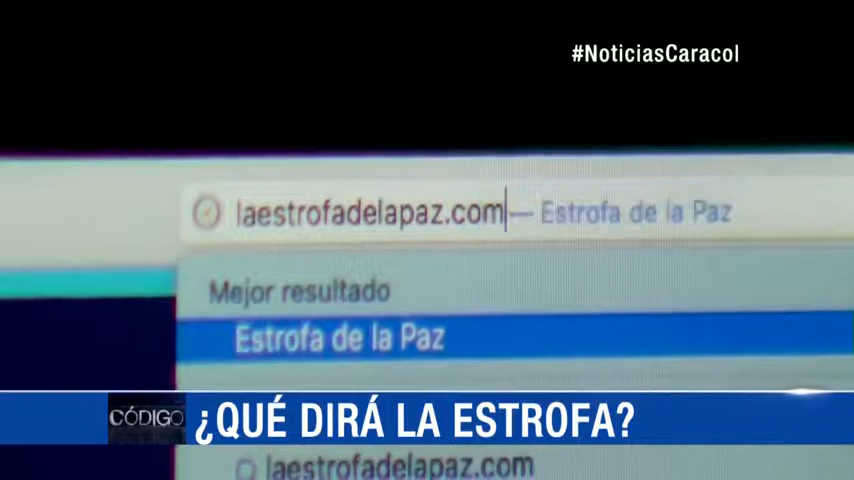 #NoticiasCaracol
laestrofadelapaz.com — Estrofa de la Paz
Mejor resultado
Estrofa de la Paz
CÓDIGO
¿QUÉ DIRÁ LA ESTROFA?
laestrofadelapaz.com